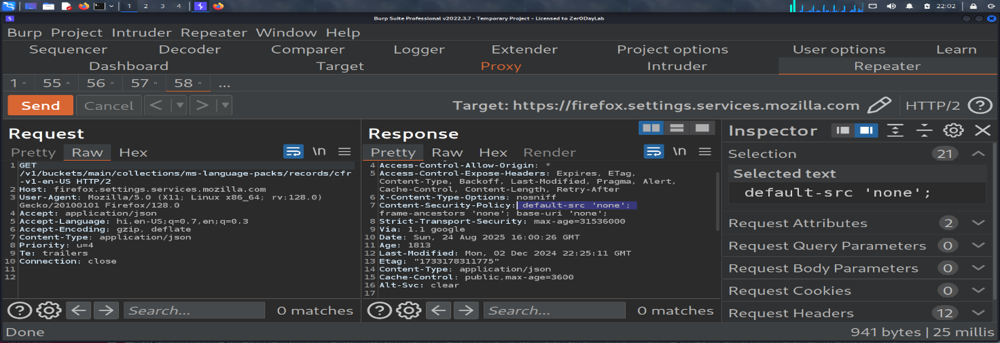 1 2 3 4 22:02
Burp Suite Professional v2022.3.7 - Temporary Project - Licensed to Zer0DayLab
Burp Project Intruder Repeater Window Help
Sequencer Decoder Comparer Logger Extender Project options User options Learn
Dashboard Target Proxy Intruder Repeater
1 × 55 × 56 × 57 × 58 × ...
Send Cancel < > Target: https://firefox.settings.services.mozilla.com HTTP/2 ?
Request
Pretty Raw Hex \n
1 GET
/v1/buckets/main/collections/ms-language-packs/records/cfr
-v1-en-US HTTP/2
2 Host: firefox.settings.services.mozilla.com
3 User-Agent: Mozilla/5.0 (X11; Linux x86_64; rv:128.0)
Gecko/20100101 Firefox/128.0
4 Accept: application/json
5 Accept-Language: hi,en-US;q=0.7,en;q=0.3
6 Accept-Encoding: gzip, deflate
7 Content-Type: application/json
8 Priority: u=4
9 Te: trailers
10 Connection: close
11
12
? Search... 0 matches
Response
Pretty Raw Hex Render \n
4 Access-Control-Allow-Origin: *
5 Access-Control-Expose-Headers: Expires, ETag,
Content-Type, Backoff, Last-Modified, Pragma, Alert,
Cache-Control, Content-Length, Retry-After
6 X-Content-Type-Options: nosniff
7 Content-Security-Policy: default-src 'none';
frame-ancestors 'none'; base-uri 'none';
8 Strict-Transport-Security: max-age=31536000
9 Via: 1.1 google
10 Date: Sun, 24 Aug 2025 16:00:26 GMT
11 Age: 1813
12 Last-Modified: Mon, 02 Dec 2024 22:25:11 GMT
13 Etag: "1733178311775"
14 Content-Type: application/json
15 Cache-Control: public,max-age=3600
16 Alt-Svc: clear
17
? Search... 0 matches
Inspector
Selection 21
Selected text
default-src 'none';
Request Attributes 2
Request Query Parameters 0
Request Body Parameters 0
Request Cookies 0
Request Headers 12
Done 941 bytes | 25 millis